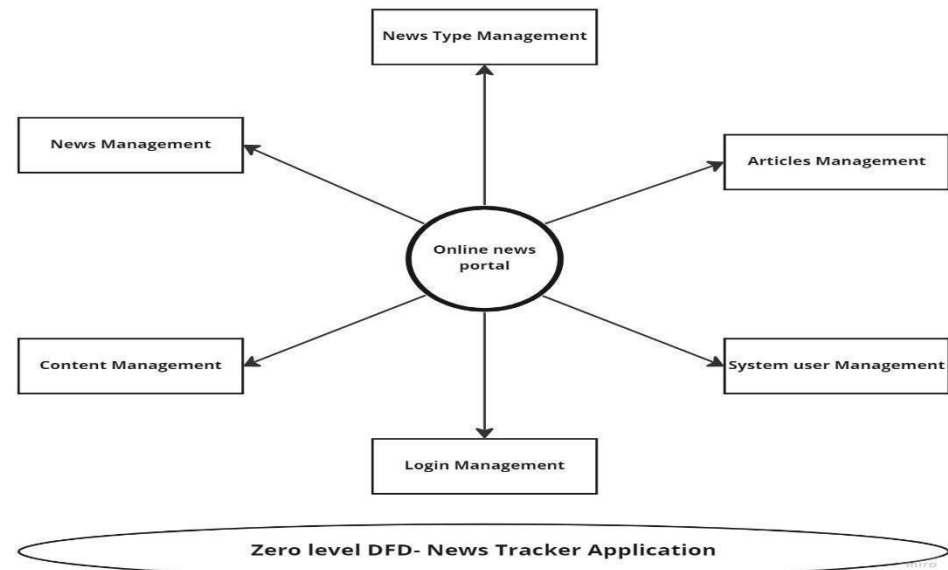 News Type Management
News Management
Articles Management
Online news
portal
Content Management
System user Management
Login Management
Zero level DFD- News Tracker Application
miro